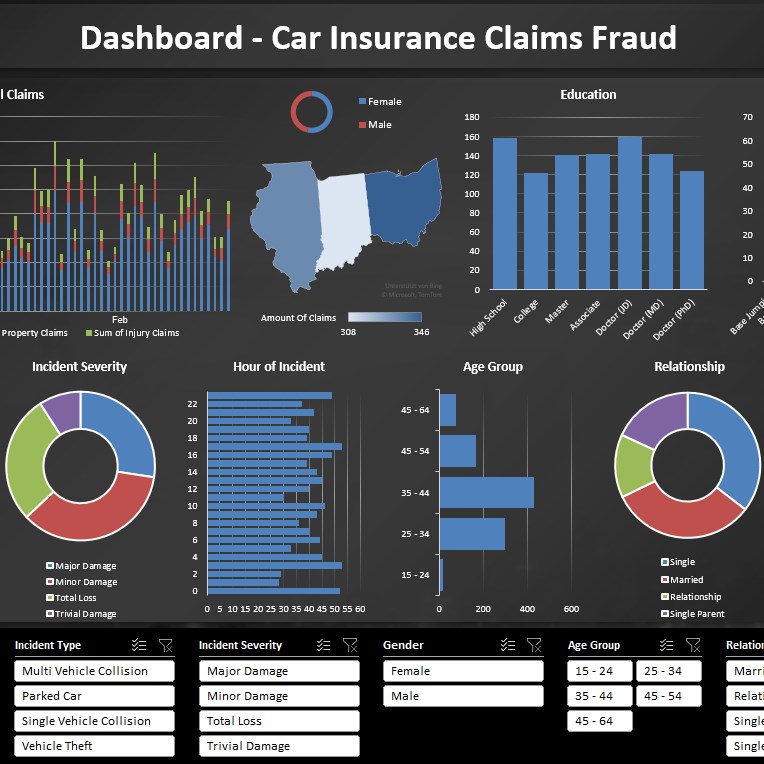 Dashboard - Car Insurance Claims Fraud
l Claims
Feb
Property Claims
Sum of Injury Claims
Female
Male
Amount Of Claims
308
346
Education
180
160
140
120
100
80
60
40
20
0
High School
College
Master
Associate
Doctor (JD)
Doctor (MD)
Doctor (PhD)
70
60
50
40
30
20
10
0
Base Jumpi
Incident Severity
Major Damage
Minor Damage
Total Loss
Trivial Damage
Hour of Incident
22
20
18
16
14
12
10
8
6
4
2
0
0 5 10 15 20 25 30 35 40 45 50 55 60
Age Group
45 - 64
45 - 54
35 - 44
25 - 34
15 - 24
0 200 400 600
Relationship
Single
Married
Relationship
Single Parent
Incident Type
Multi Vehicle Collision
Parked Car
Single Vehicle Collision
Vehicle Theft
Incident Severity
Major Damage
Minor Damage
Total Loss
Trivial Damage
Gender
Female
Male
Age Group
15 - 24
25 - 34
35 - 44
45 - 54
45 - 64
Relation
Marri
Relati
Single
Single